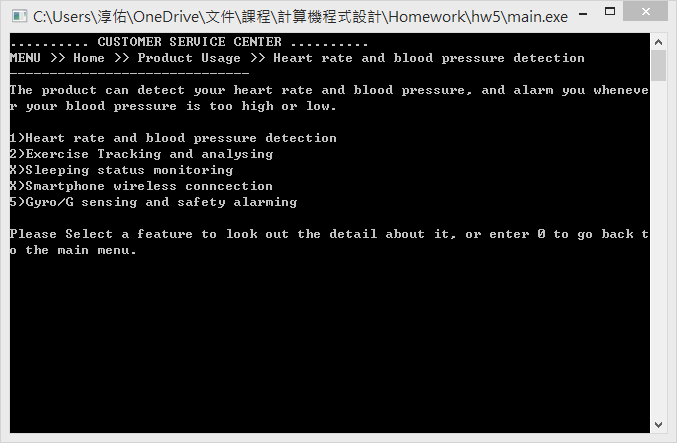 C:\Users\淳佑\OneDrive\文件\課程\計算機程式設計\Homework\hw5\main.exe
.......... CUSTOMER SERVICE CENTER ..........
MENU >> Home >> Product Usage >> Heart rate and blood pressure detection
------------------------------
The product can detect your heart rate and blood pressure, and alarm you wheneve
r your blood pressure is too high or low.
1)Heart rate and blood pressure detection
2)Exercise Tracking and analysing
X)Sleeping status monitoring
X)Smartphone wireless conncection
5)Gyro/G sensing and safety alarming
Please Select a feature to look out the detail about it, or enter 0 to go back t
o the main menu.